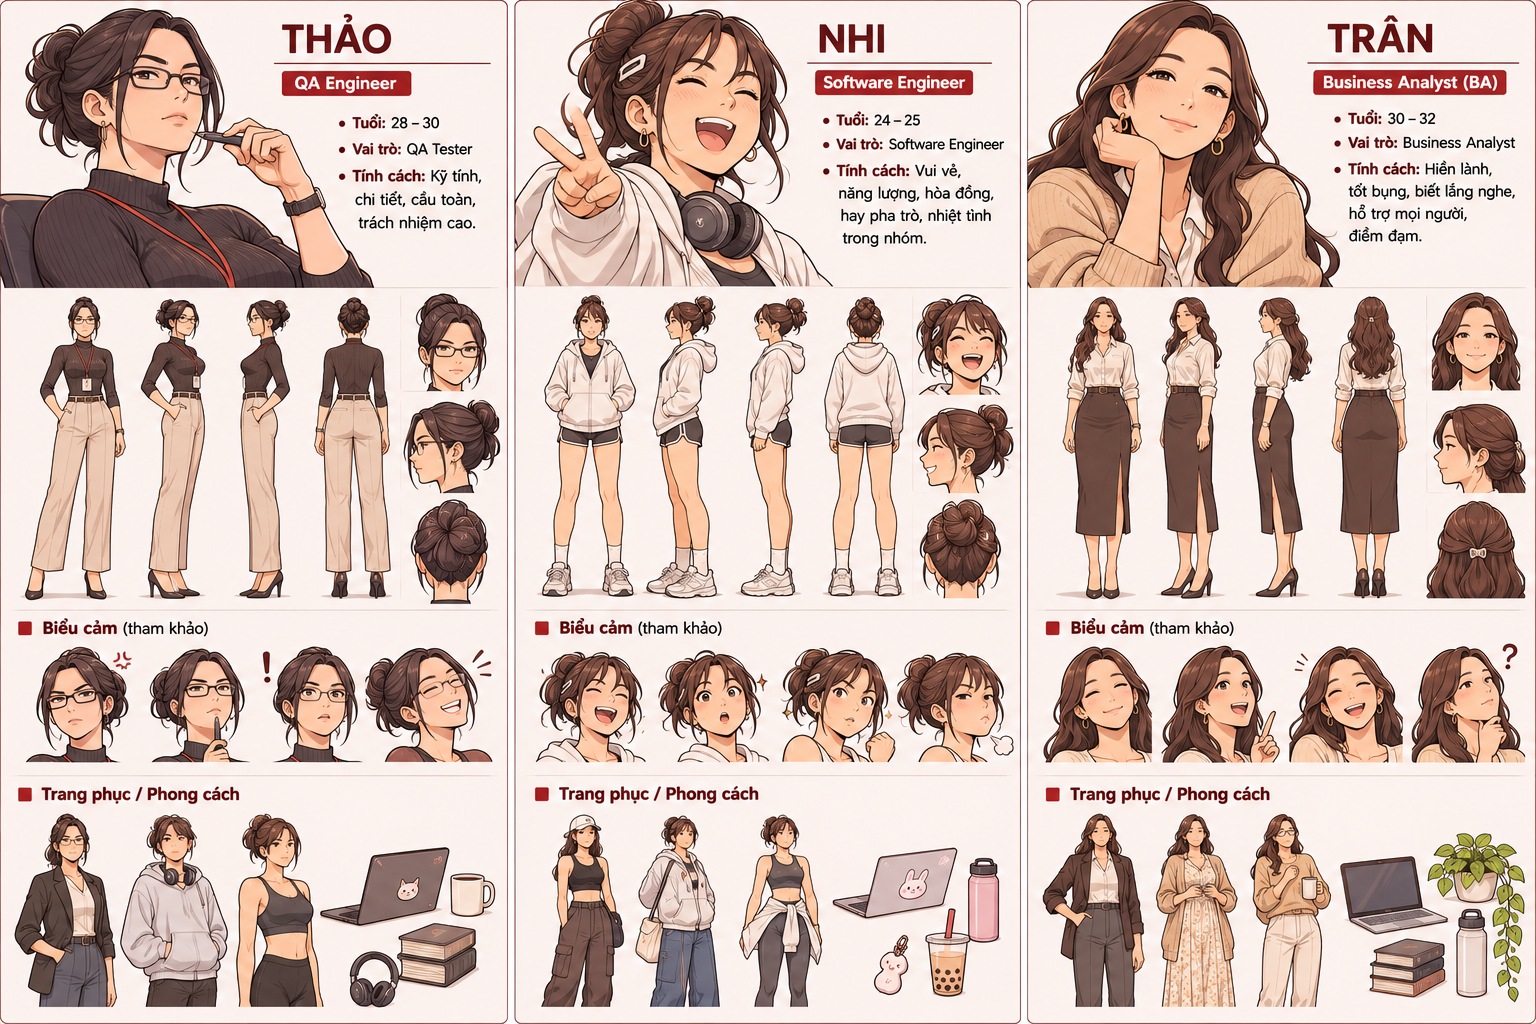 THẢO
QA Engineer
• Tuổi: 28 – 30
• Vai trò: QA Tester
• Tính cách: Kỹ tính,
chi tiết, cầu toàn,
trách nhiệm cao.
Biểu cảm (tham khảo)
!
Trang phục / Phong cách
NHI
Software Engineer
• Tuổi: 24 – 25
• Vai trò: Software Engineer
• Tính cách: Vui vẻ,
năng lượng, hòa đồng,
hay pha trò, nhiệt tình
trong nhóm.
Biểu cảm (tham khảo)
Trang phục / Phong cách
TRÂN
Business Analyst (BA)
• Tuổi: 30 – 32
• Vai trò: Business Analyst
• Tính cách: Hiền lành,
tốt bụng, biết lắng nghe,
hỗ trợ mọi người,
điềm đạm.
Biểu cảm (tham khảo)
?
Trang phục / Phong cách